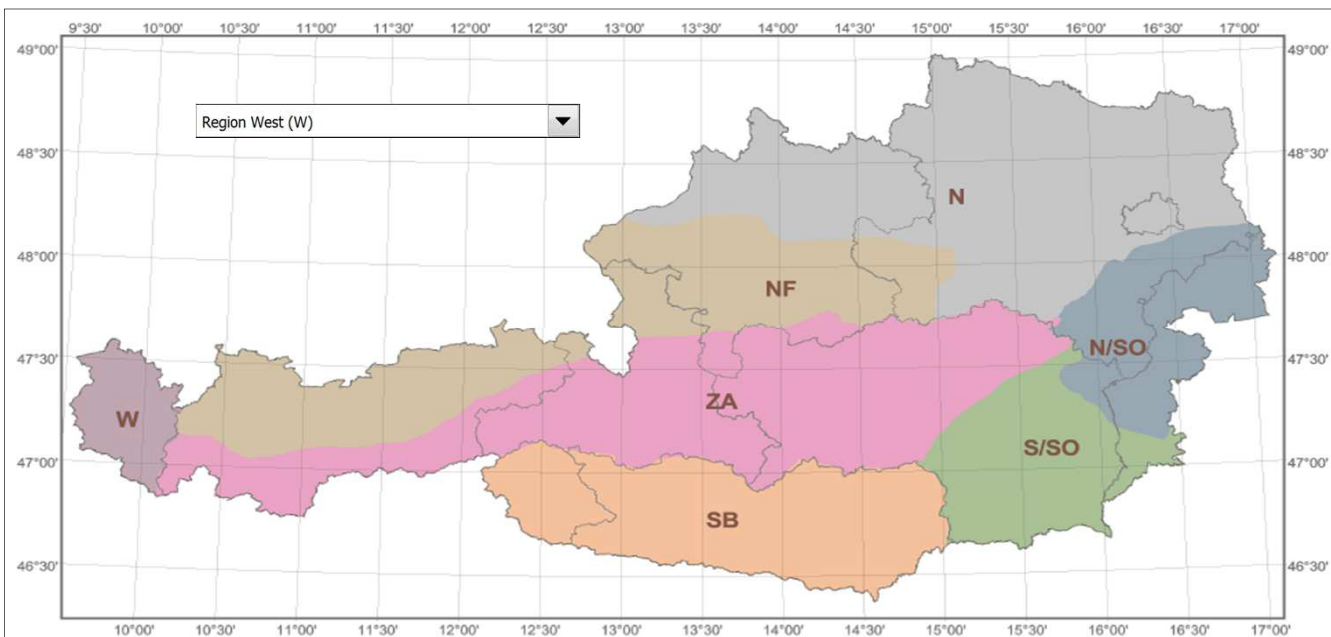 9°30' 10°00' 10°30' 11°00' 11°30' 12°00' 12°30' 13°00' 13°30' 14°00' 14°30' 15°00' 15°30' 16°00' 16°30' 17°00'
49°00' 49°00'
Region West (W)
48°30' 48°30'
N
48°00' 48°00'
NF
N/SO
47°30' 47°30'
ZA
W
S/SO
47°00' 47°00'
SB
46°30' 46°30'
10°00' 10°30' 11°00' 11°30' 12°00' 12°30' 13°00' 13°30' 14°00' 14°30' 15°00' 15°30' 16°00' 16°30' 17°00'